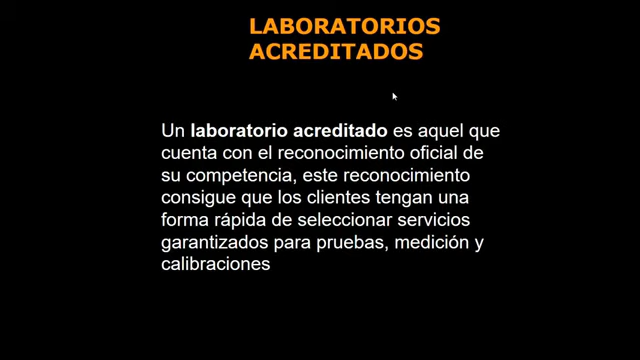 LABORATORIOS
ACREDITADOS
Un laboratorio acreditado es aquel que
cuenta con el reconocimiento oficial de
su competencia, este reconocimiento
consigue que los clientes tengan una
forma rápida de seleccionar servicios
garantizados para pruebas, medición y
calibraciones